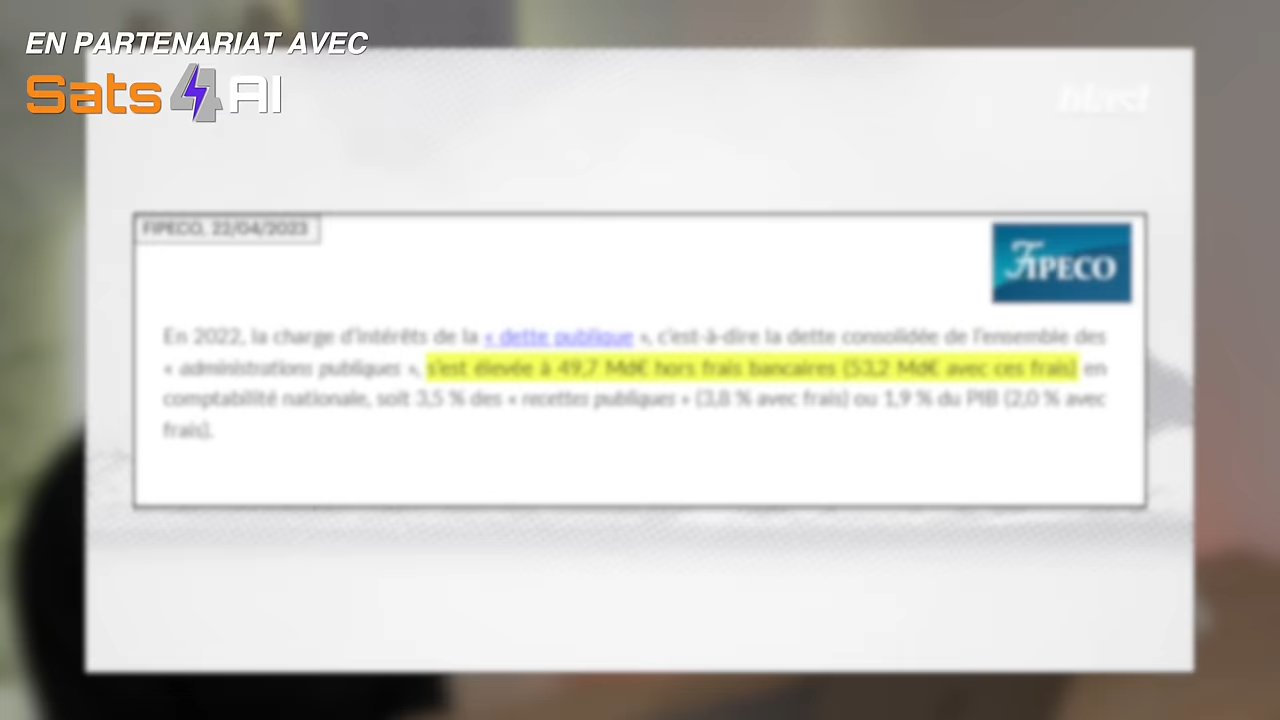 EN PARTENARIAT AVEC
Sats4AI
FIPECO, 22/04/2023
FIPECO
En 2022, la charge d'intérêts de la « dette publique », c'est-à-dire la dette consolidée de l'ensemble des
« administrations publiques », s'est élevée à 49,7 Md€ hors frais bancaires (53,2 Md€ avec ces frais) en
comptabilité nationale, soit 3,5 % des « recettes publiques » (3,8 % avec frais) ou 1,9 % du PIB (2,0 % avec
frais).